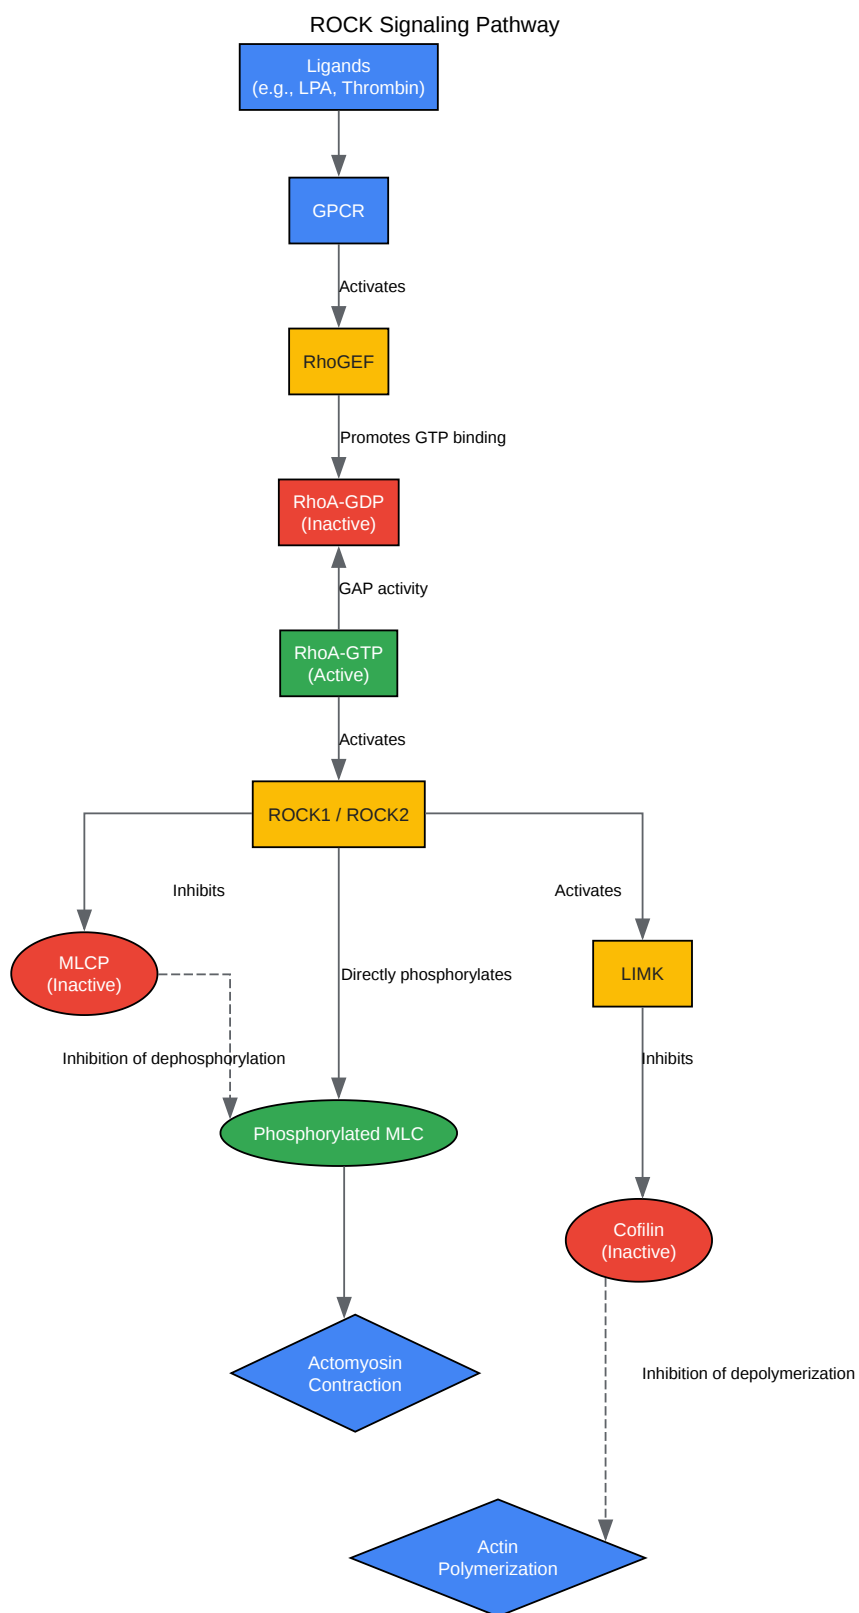 ROCK Signaling Pathway
Ligands
(e.g., LPA, Thrombin)
GPCR
Activates
RhoGEF
Promotes GTP binding
RhoA-GDP
(Inactive)
GAP activity
RhoA-GTP
(Active)
Activates
ROCK1 / ROCK2
Inhibits
Activates
MLCP
(Inactive)
Directly phosphorylates
LIMK
Inhibition of dephosphorylation
Inhibits
Phosphorylated MLC
Cofilin
(Inactive)
Actomyosin
Contraction
Inhibition of depolymerization
Actin
Polymerization